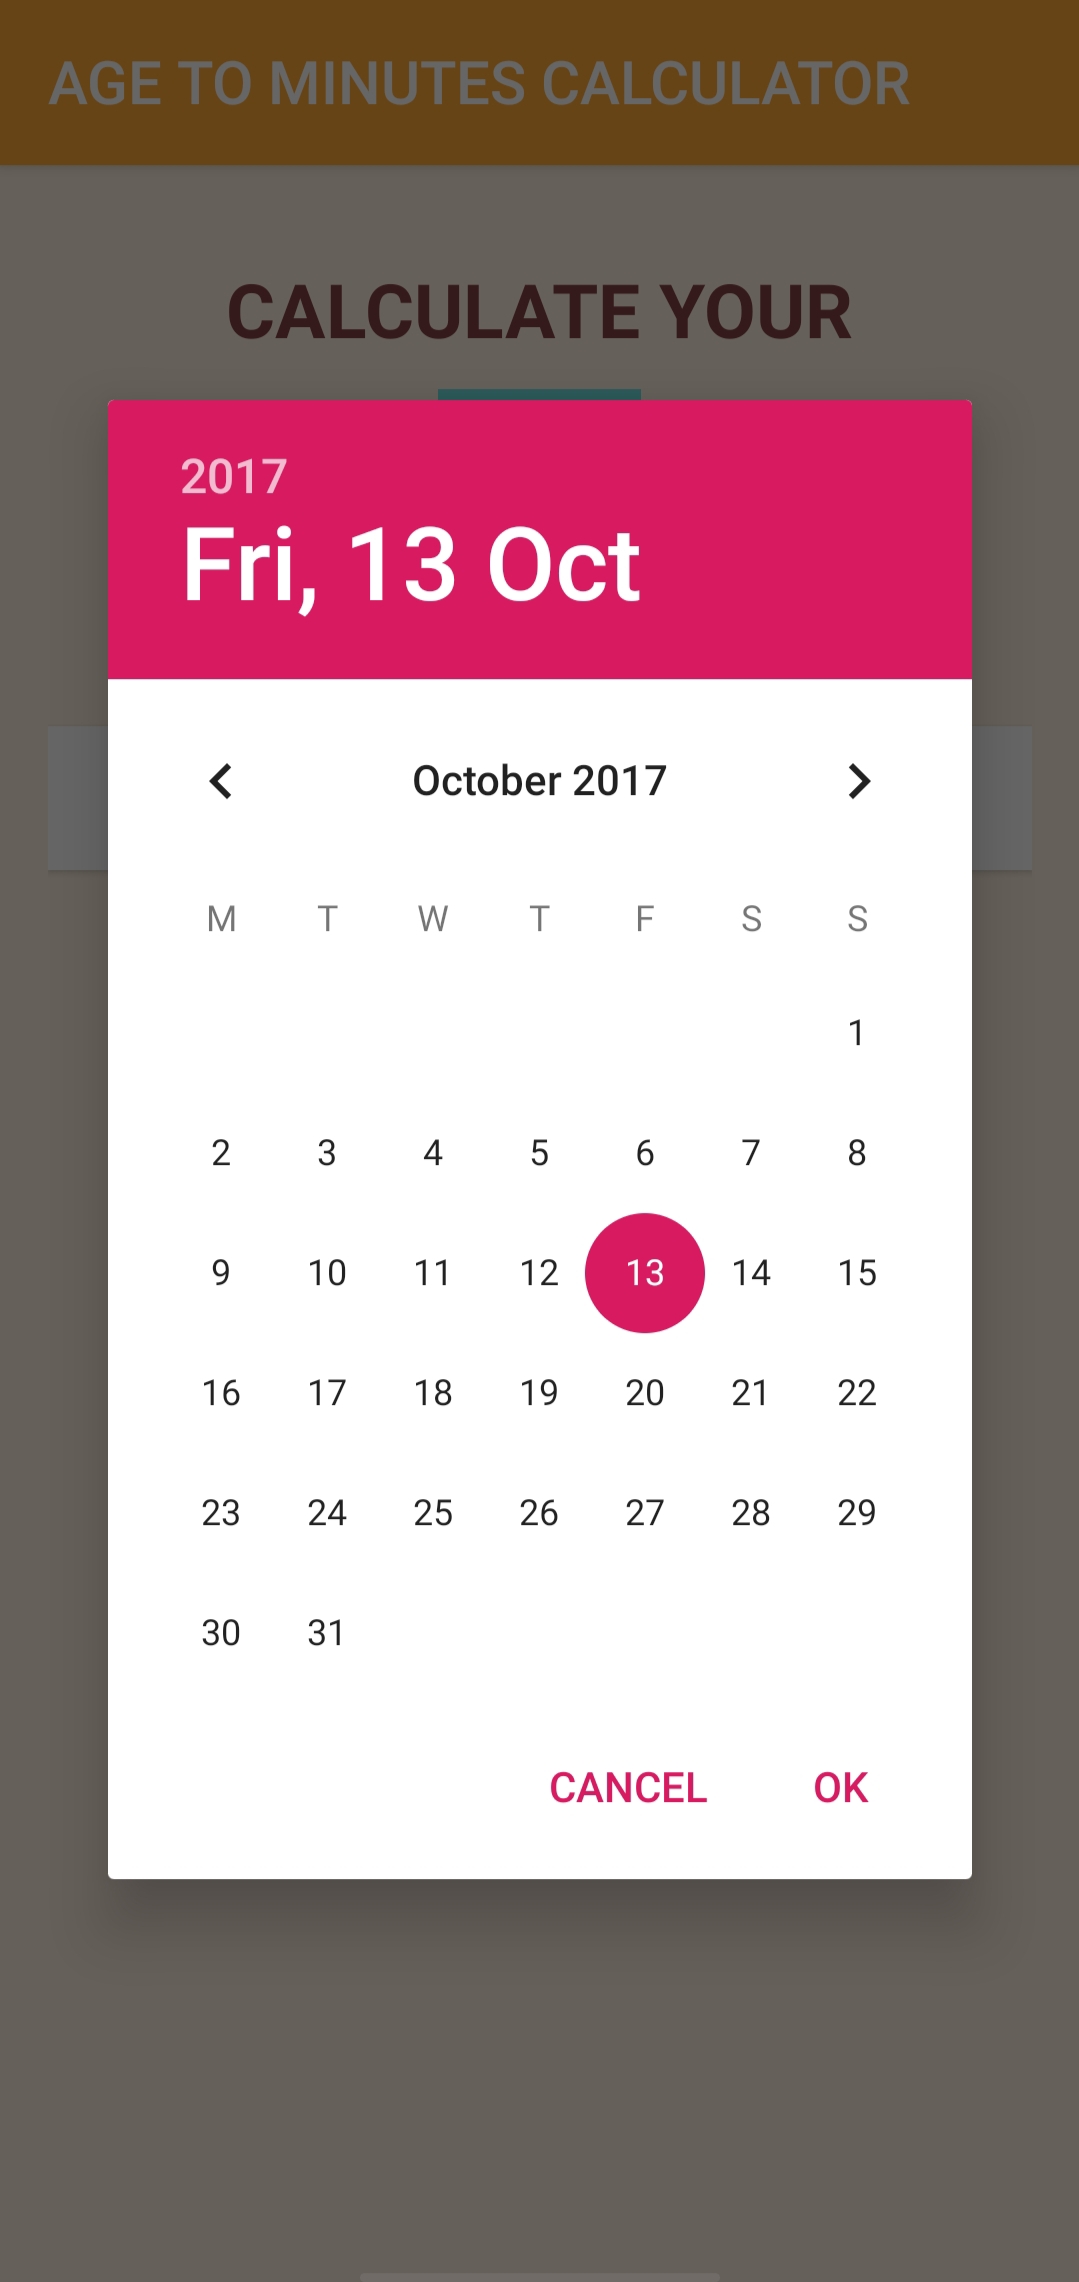 AGE TO MINUTES CALCULATOR
CALCULATE YOUR
2017
Fri, 13 Oct
October 2017
M T W T F S S
1
2 3 4 5 6 7 8
9 10 11 12 13 14 15
16 17 18 19 20 21 22
23 24 25 26 27 28 29
30 31
CANCEL OK